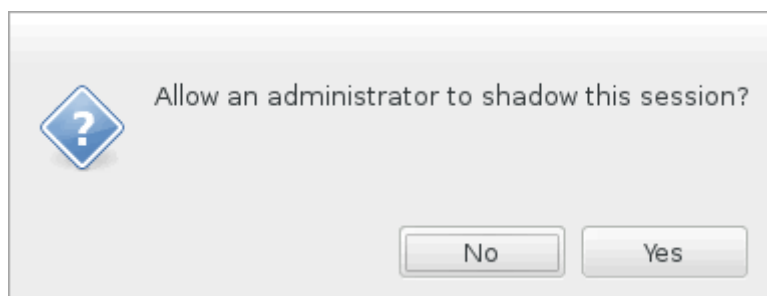 Allow an administrator to shadow this session?
No
Yes